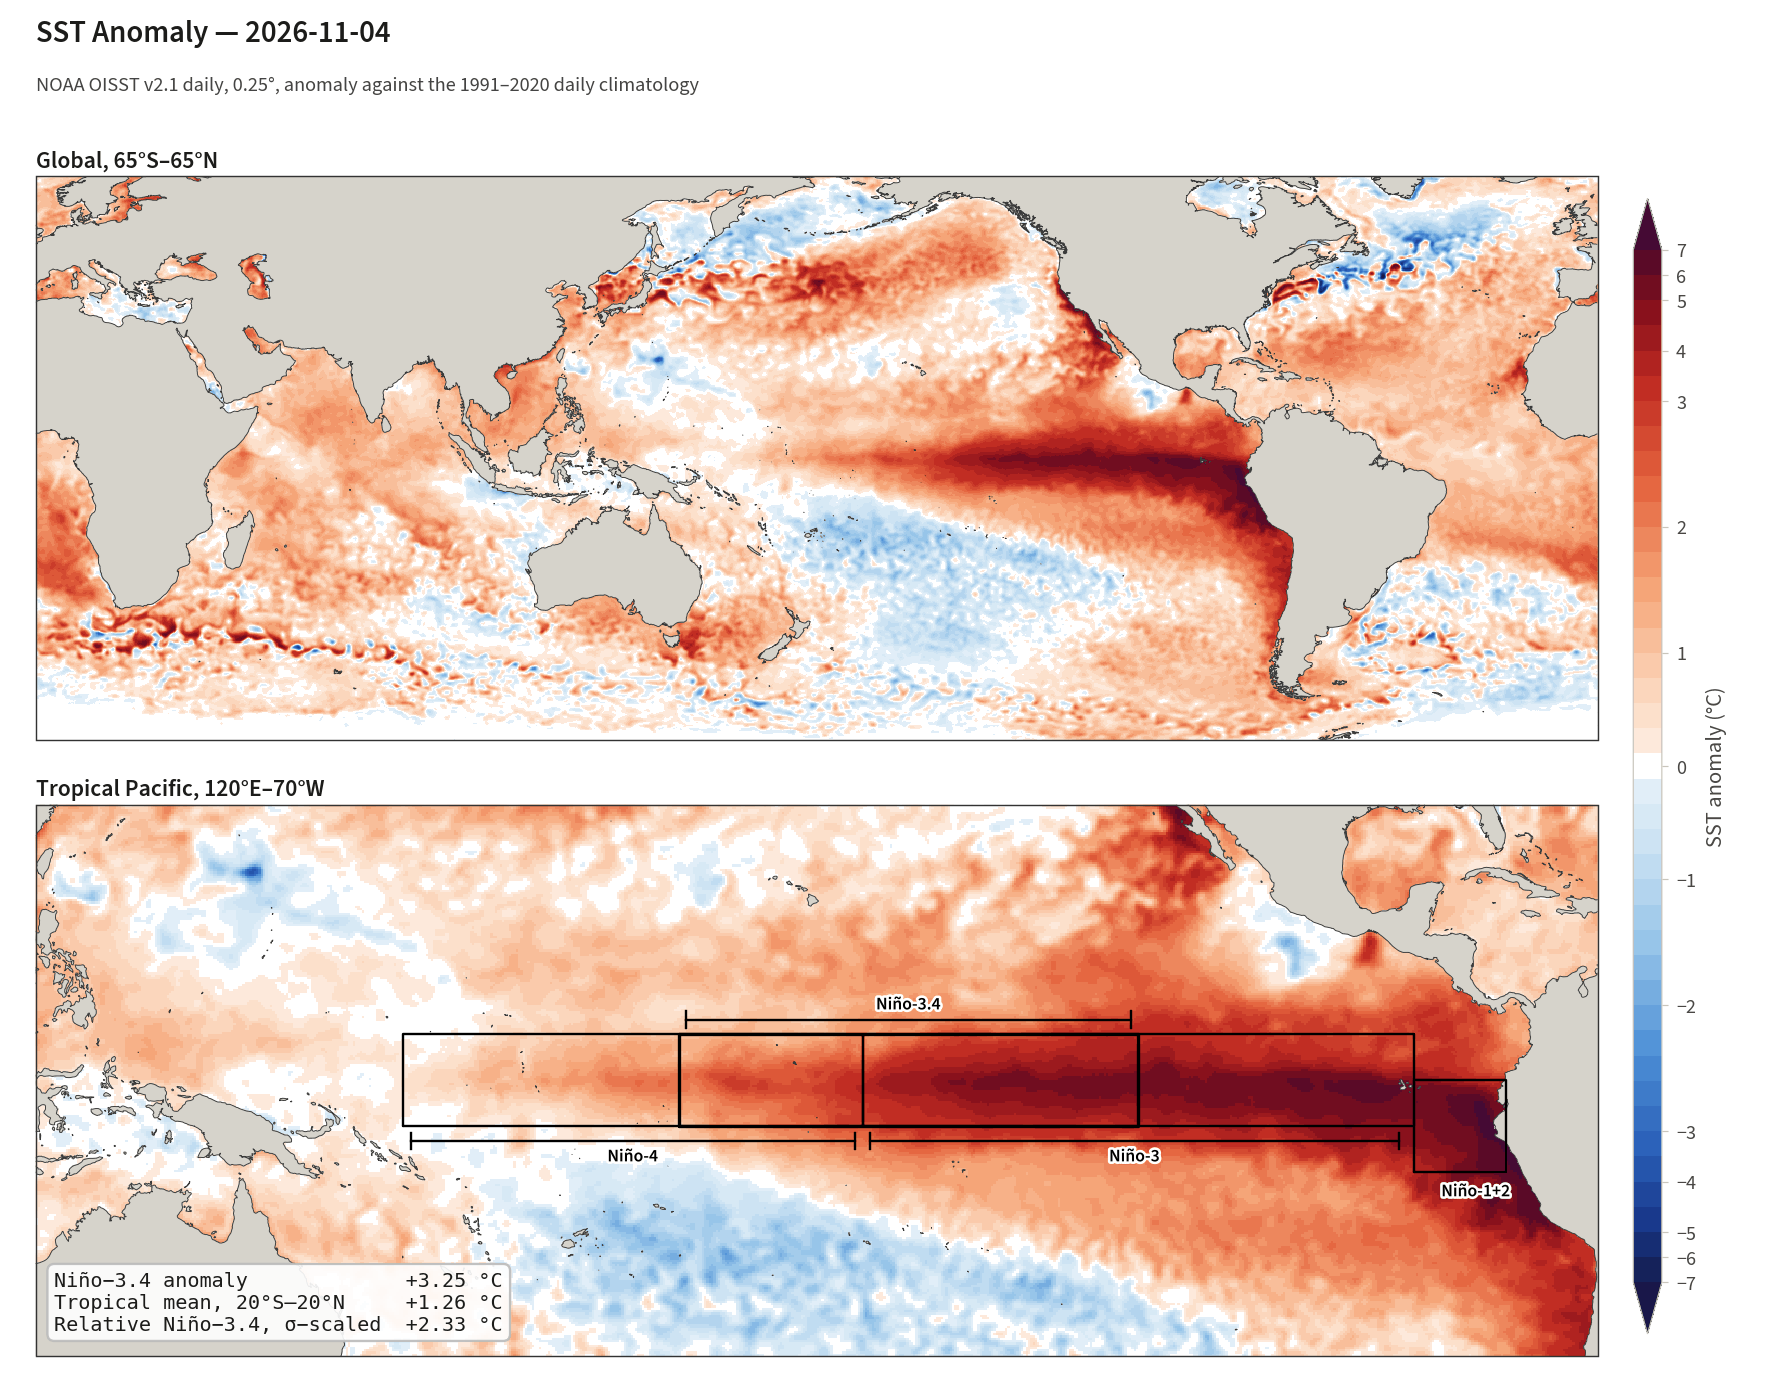 SST Anomaly — 2026-11-04
NOAA OISST v2.1 daily, 0.25°, anomaly against the 1991–2020 daily climatology
Global, 65°S–65°N
7
6
5
4
3
2
1
0
−1
−2
−3
−4
−5
−6
−7
SST anomaly (°C)
Tropical Pacific, 120°E–70°W
Niño-3.4
Niño-4
Niño-3
Niño-1+2
Niño−3.4 anomaly +3.25 °C
Tropical mean, 20°S–20°N +1.26 °C
Relative Niño−3.4, σ−scaled +2.33 °C